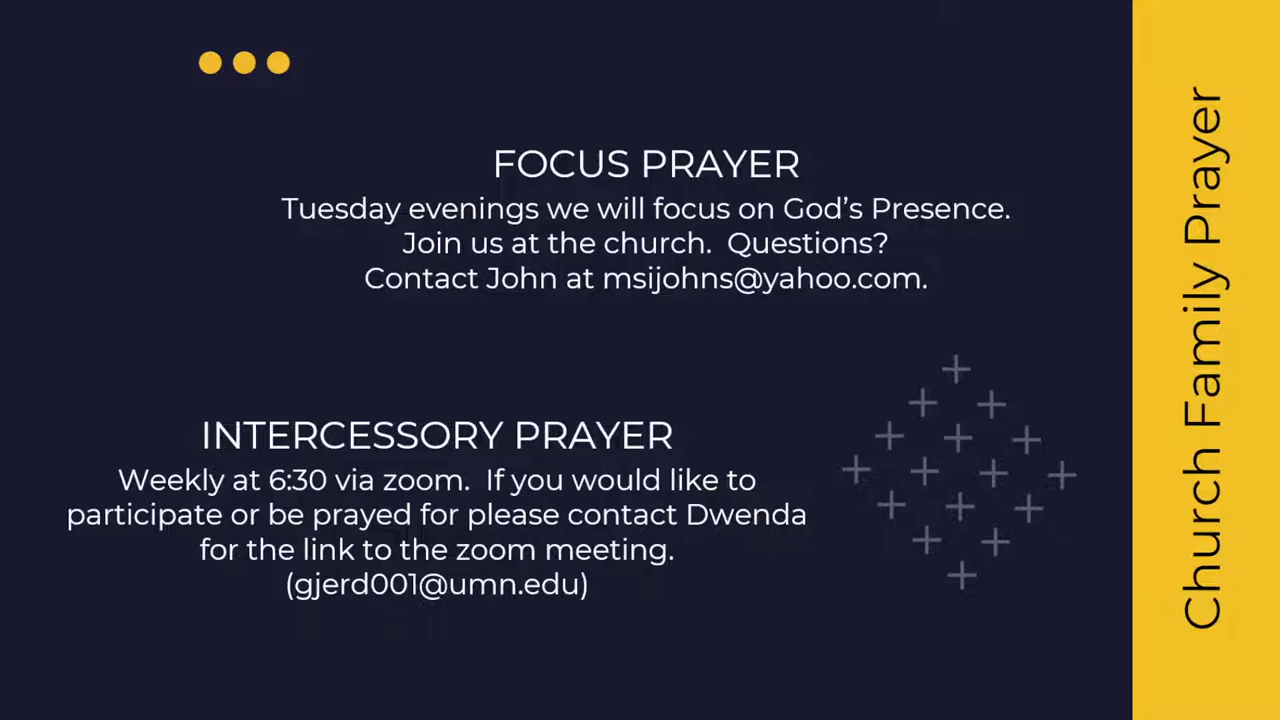 FOCUS PRAYER
Tuesday evenings we will focus on God’s Presence.
Join us at the church.  Questions?
Contact John at msijohns@yahoo.com.
INTERCESSORY PRAYER
Weekly at 6:30 via zoom.  If you would like to
participate or be prayed for please contact Dwenda
for the link to the zoom meeting.
(gjerd001@umn.edu)
Church Family Prayer